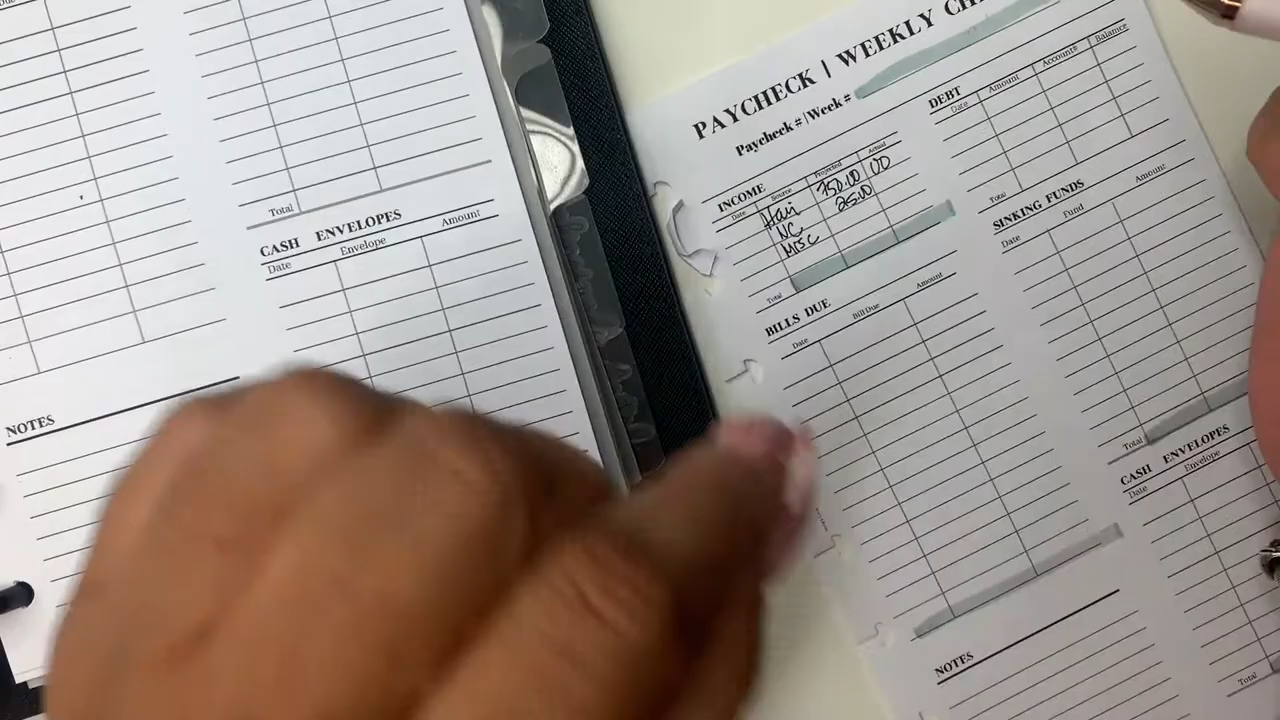 Total
CASH ENVELOPES
Date Envelope Amount
NOTES
PAYCHECK | WEEKLY
Paycheck #/Week #
INCOME
Date Source Projected Actual
Hair 750.00 00
NC 25.00
MISC
Total
BILLS DUE
Date Bill Due Amount
NOTES
DEBT
Date Amount Account# Balance
Total
SINKING FUNDS
Date Fund Amount
Total
CASH ENVELOPES
Date Envelope
Total